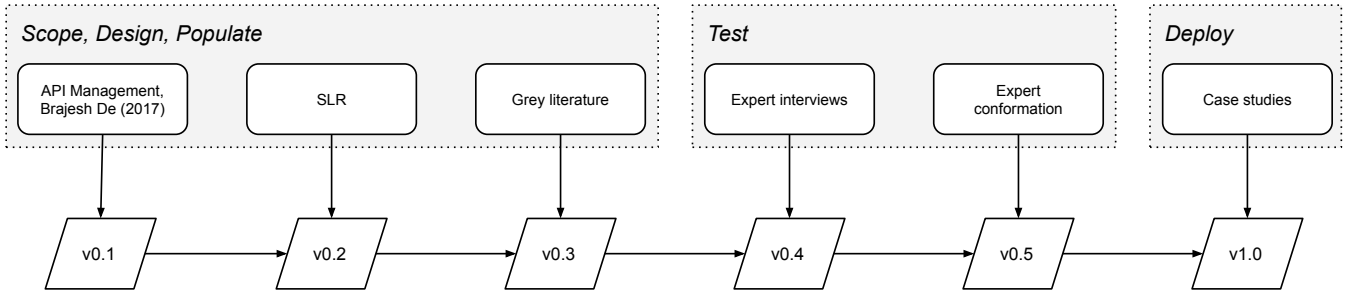 Scope, Design, Populate
Test
Deploy
API Management,
Brajesh De (2017)
SLR
Grey literature
Expert interviews
Expert
conformation
Case studies
v0.1
v0.2
v0.3
v0.4
v0.5
v1.0